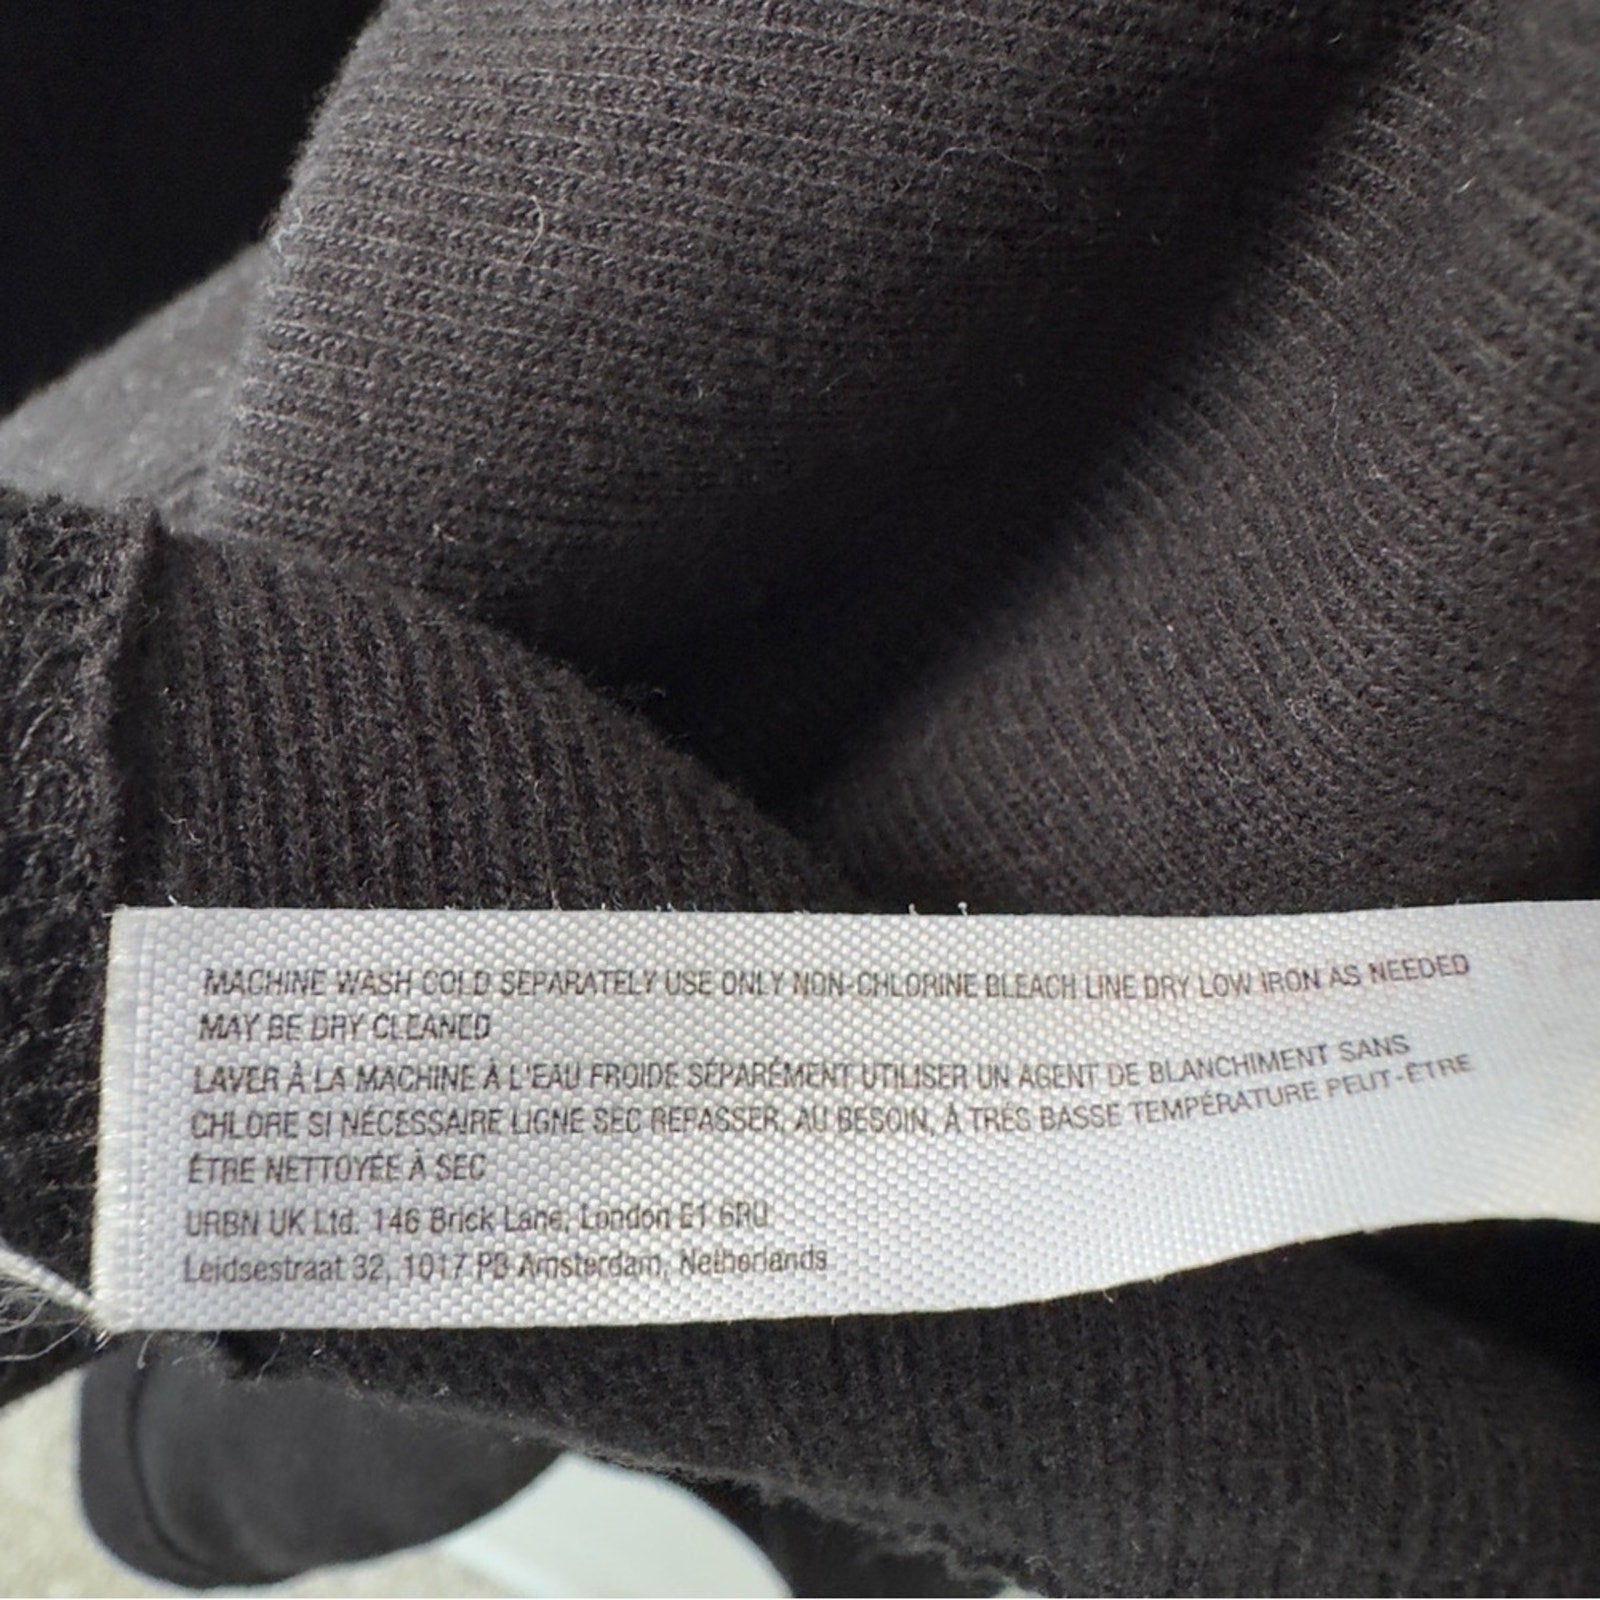 MACHINE WASH COLD SEPARATELY USE ONLY NON-CHLORINE BLEACH LINE DRY LOW IRON AS NEEDED
MAY BE DRY CLEANED
LAVER À LA MACHINE À L'EAU FROIDE SÉPARÉMENT UTILISER UN AGENT DE BLANCHIMENT SANS
CHLORE SI NÉCESSAIRE LIGNE SEC REPASSER, AU BESOIN, À TRÉS BASSE TEMPÉRATURE PEUT-ÊTRE
ÊTRE NETTOYÉE À SEC
URBN UK Ltd. 146 Brick Lane, London E1 6RU
Leidsestraat 32, 1017 PB Amsterdam, Netherlands